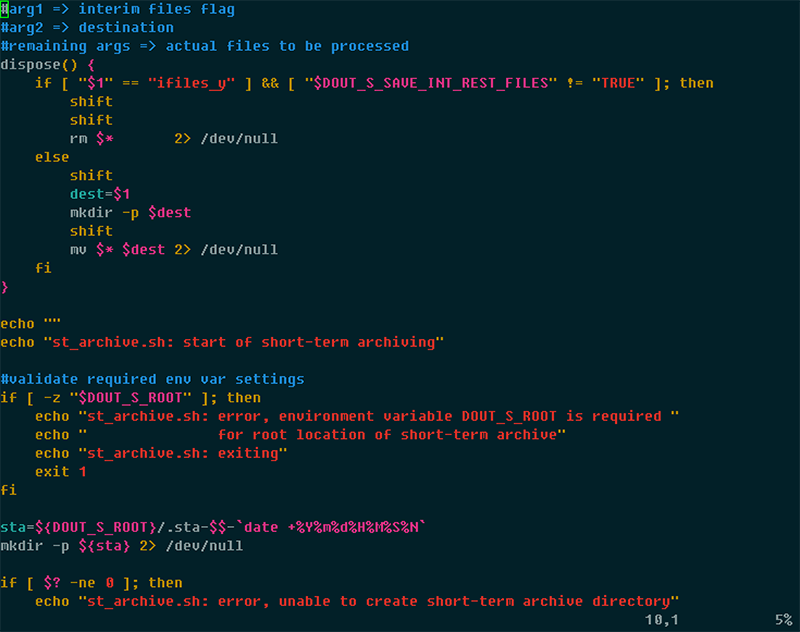 #arg1 => interim files flag
#arg2 => destination
#remaining args => actual files to be processed
dispose() {
    if [ "$1" == "ifiles_y" ] && [ "$DOUT_S_SAVE_INT_REST_FILES" != "TRUE" ]; then
        shift
        shift
        rm $*       2> /dev/null
    else
        shift
        dest=$1
        mkdir -p $dest
        shift
        mv $* $dest 2> /dev/null
    fi
}

echo ""
echo "st_archive.sh: start of short-term archiving"

#validate required env var settings
if [ -z "$DOUT_S_ROOT" ]; then
    echo "st_archive.sh: error, environment variable DOUT_S_ROOT is required "
    echo "               for root location of short-term archive"
    echo "st_archive.sh: exiting"
    exit 1
fi

sta=${DOUT_S_ROOT}/.sta-$$-`date +%Y%m%d%H%M%S%N`
mkdir -p ${sta} 2> /dev/null

if [ $? -ne 0 ]; then
    echo "st_archive.sh: error, unable to create short-term archive directory"
10,1          5%